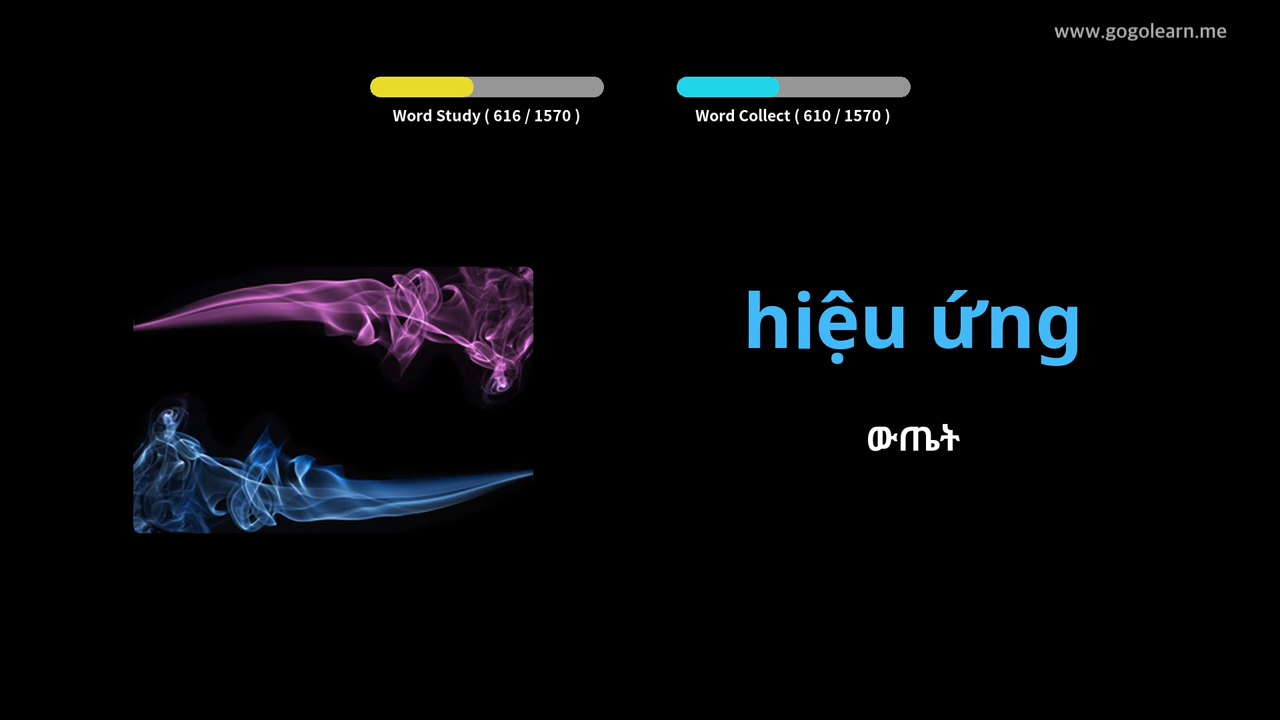 www.gogolearn.me
Word Study ( 616 / 1570 )
Word Collect ( 610 / 1570 )
hiệu ứng
ውጤት